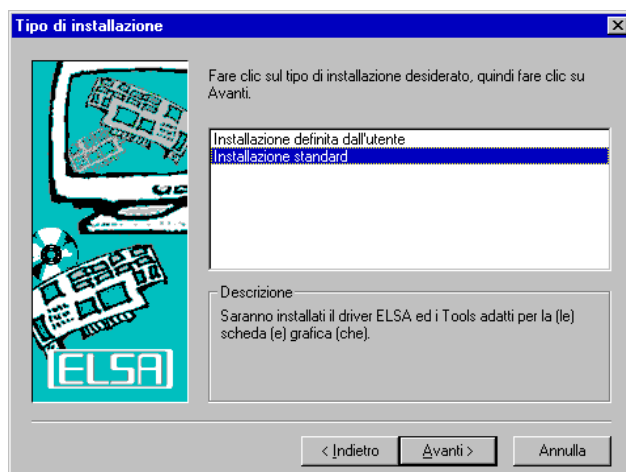 Tipo di installazione
Fare clic sul tipo di installazione desiderato, quindi fare clic su
Avanti.
Installazione definita dall'utente
Installazione standard
Descrizione
Saranno installati il driver ELSA ed i Tools adatti per la (le)
scheda (e) grafica (che).
ELSA
< Indietro
Avanti >
Annulla